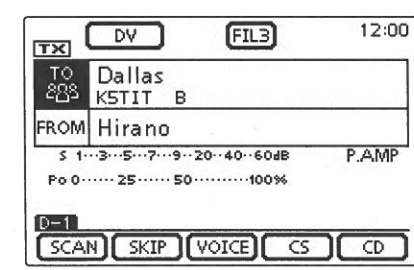 DV FIL3 12:00
TX
TO Dallas
K5TIT B
FROM Hirano
S 1···3···5···7···9··20··40··60dB P.AMP
Po 0······25······50·········100%
D-1
SCAN SKIP VOICE CS CD